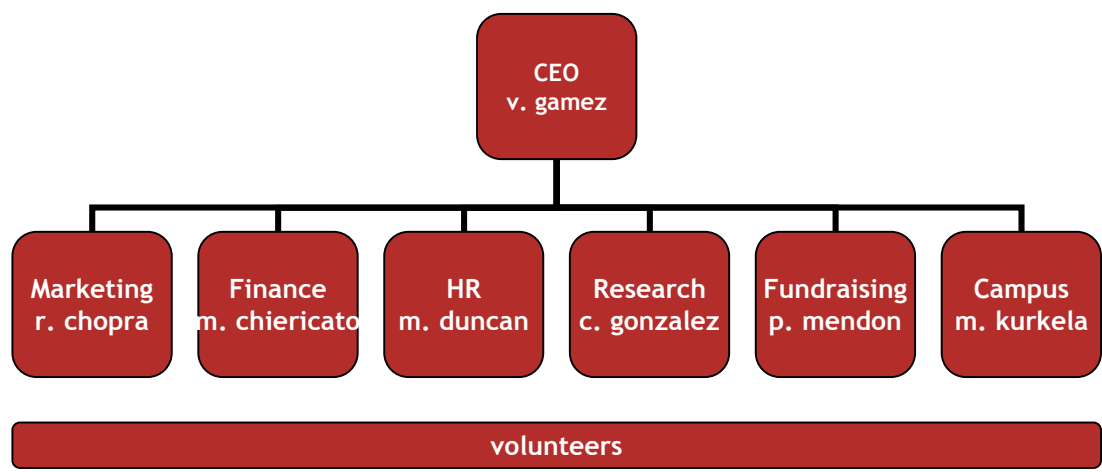 CEO
v. gamez
Marketing
r. chopra
Finance
m. chiericato
HR
m. duncan
Research
c. gonzalez
Fundraising
p. mendon
Campus
m. kurkela
volunteers